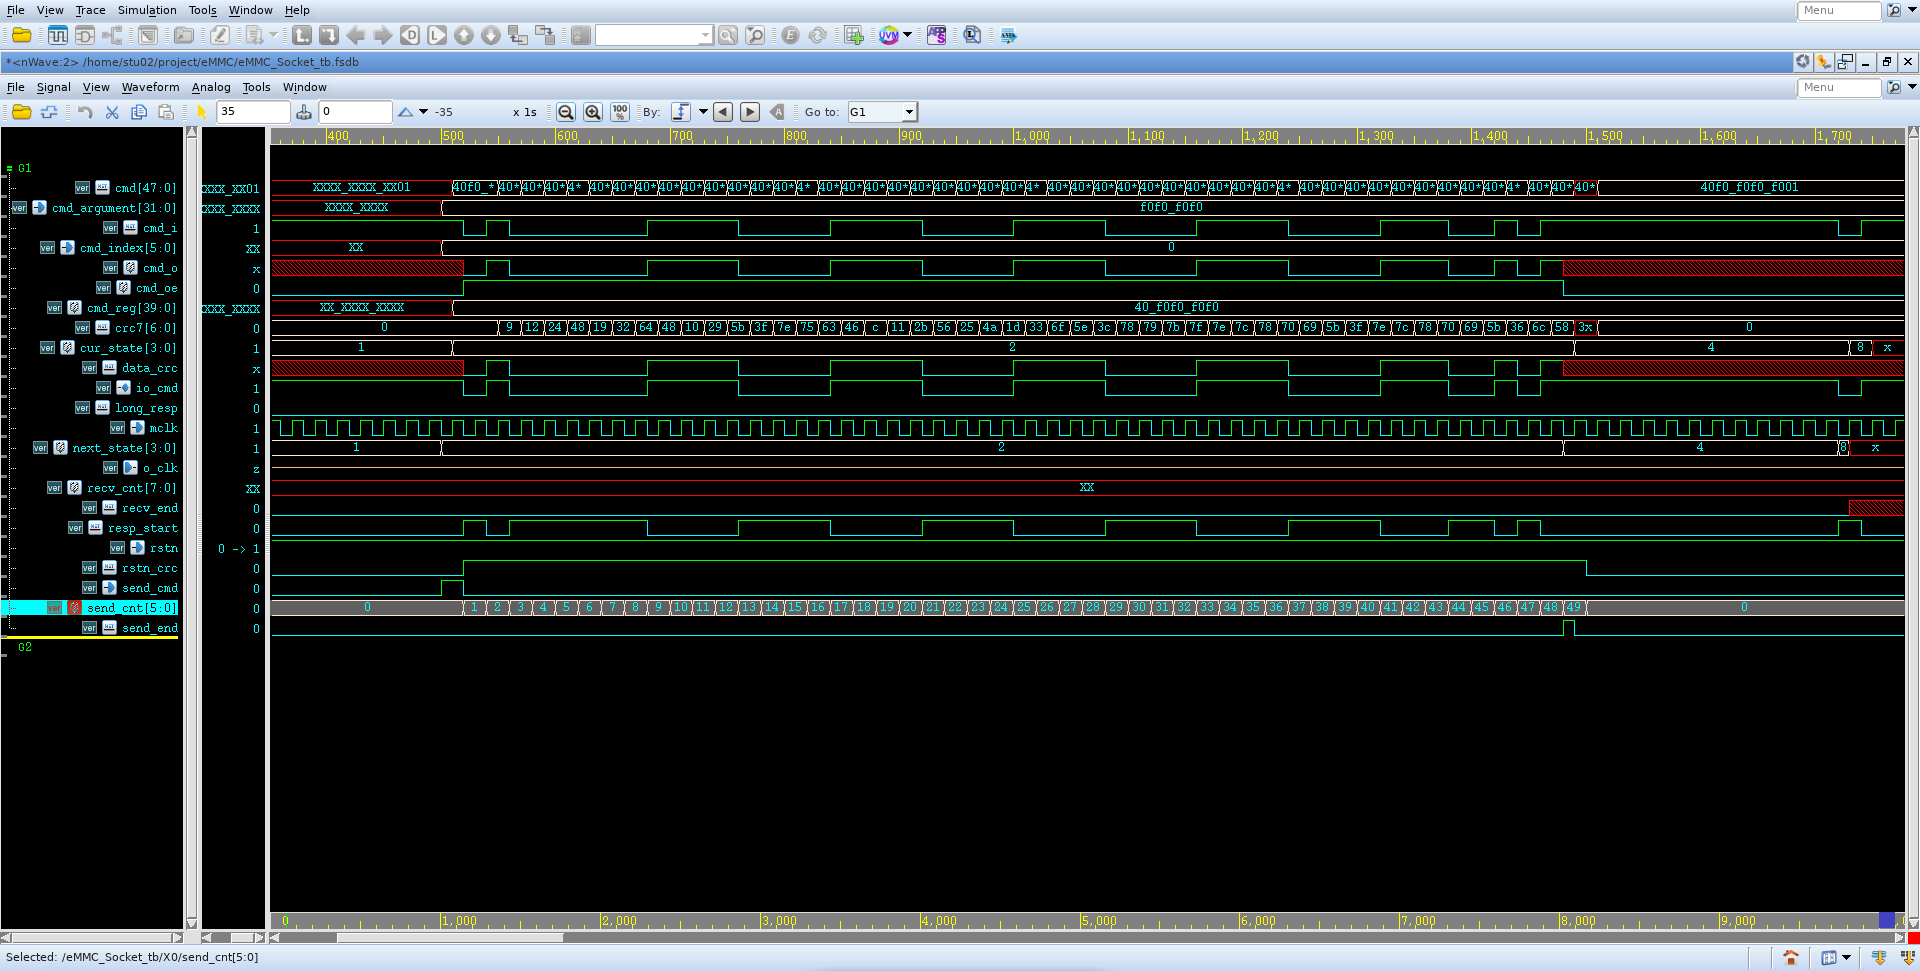 File View Trace Simulation Tools Window Help Menu
*<nWave:2> /home/stu02/project/eMMC/eMMC_Socket_tb.fsdb
File Signal View Waveform Analog Tools Window Menu
35 0 -35 x 1s 100 % By: Go to: G1
400 500 600 700 800 900 1,000 1,100 1,200 1,300 1,400 1,500 1,600 1,700
G1
cmd[47:0] XXXX_XX01 XXXX_XXXX_XX01 40f0_* 40f0_f0f0_f001
cmd_argument[31:0] XXXX_XXXX XXXX_XXXX f0f0_f0f0
cmd_i 1
cmd_index[5:0] XX XX 0
cmd_o x
cmd_oe 0
cmd_reg[39:0] XXXX_XXXX XX_XXXX_XXXX 40_f0f0_f0f0
crc7[6:0] 0 0 9 12 24 48 19 32 64 48 10 29 5b 3f 7e 75 63 46 c 11 2b 56 25 4a 1d 33 6f 5e 3c 78 79 7b 7f 7e 7c 78 70 69 5b 3f 7e 7c 78 70 69 5b 36 6c 58 3x 0
cur_state[3:0] 1 1 2 4 8 x
data_crc x
io_cmd 1
long_resp 0
mclk 1
next_state[3:0] 1 1 2 4 8 x
o_clk z
recv_cnt[7:0] XX XX
recv_end 0
resp_start 0
rstn 0 -> 1
rstn_crc 0
send_cmd 0
send_cnt[5:0] 0 0 1 2 3 4 5 6 7 8 9 10 11 12 13 14 15 16 17 18 19 20 21 22 23 24 25 26 27 28 29 30 31 32 33 34 35 36 37 38 39 40 41 42 43 44 45 46 47 48 49 0
send_end 0
G2
0 1,000 2,000 3,000 4,000 5,000 6,000 7,000 8,000 9,000
Selected: /eMMC_Socket_tb/X0/send_cnt[5:0]